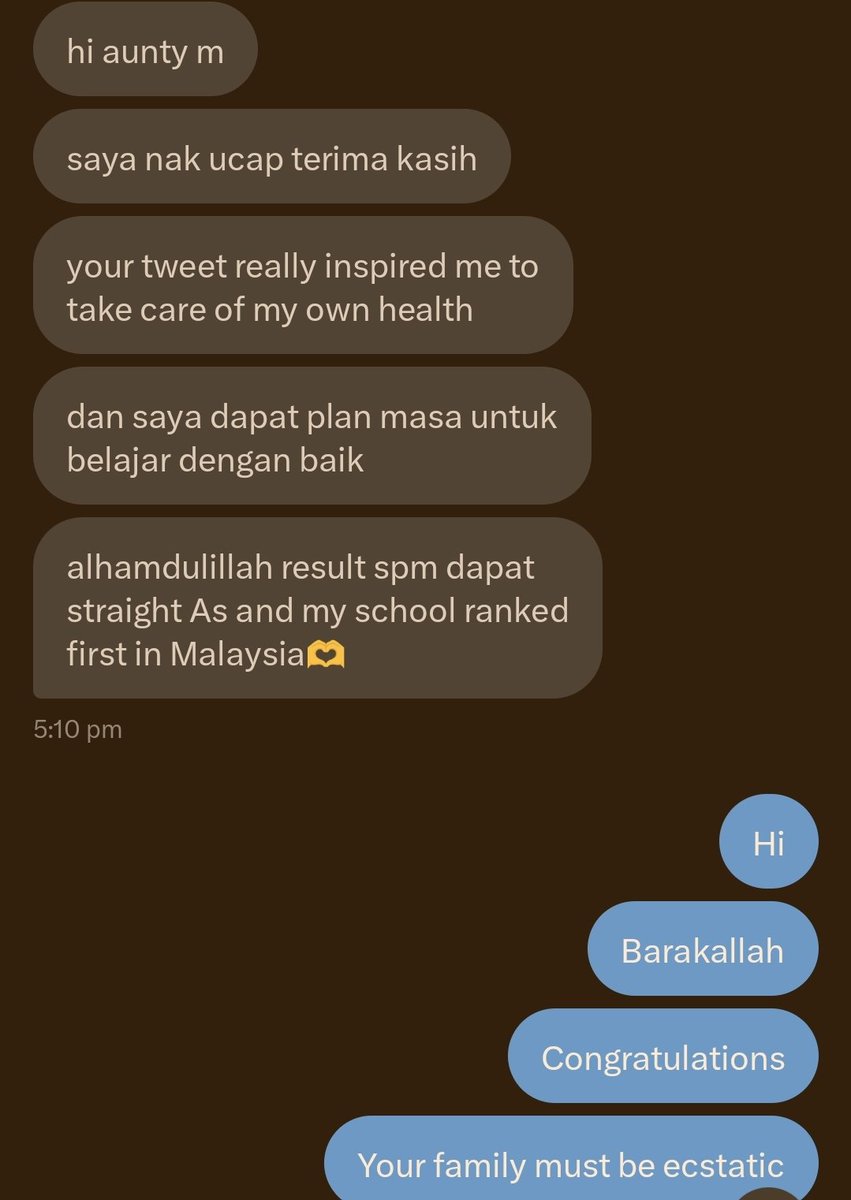 hi aunty m
saya nak ucap terima kasih
your tweet really inspired me to
take care of my own health
dan saya dapat plan masa untuk
belajar dengan baik
alhamdulillah result spm dapat
straight As and my school ranked
first in Malaysia🫶
5:10 pm
Hi
Barakallah
Congratulations
Your family must be ecstatic